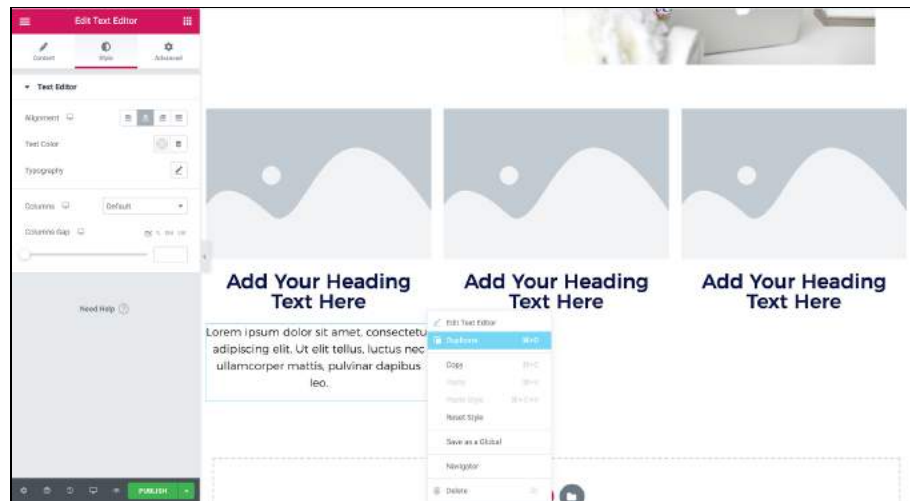 Edit Text Editor
Content
Style
Advanced
Text Editor
Alignment
Text Color
Typography
Columns
Default
Columns Gap
Need Help
PUBLISH
Add Your Heading
Text Here
Add Your Heading
Text Here
Add Your Heading
Text Here
Lorem ipsum dolor sit amet, consectetu
adipiscing elit. Ut elit tellus, luctus nec
ullamcorper mattis, pulvinar dapibus
leo.
Edit Text Editor
Duplicate ⌘+D
Copy ⌘+C
Paste ⌘+V
Paste Style
Reset Style
Save as a Global
Navigator
Delete